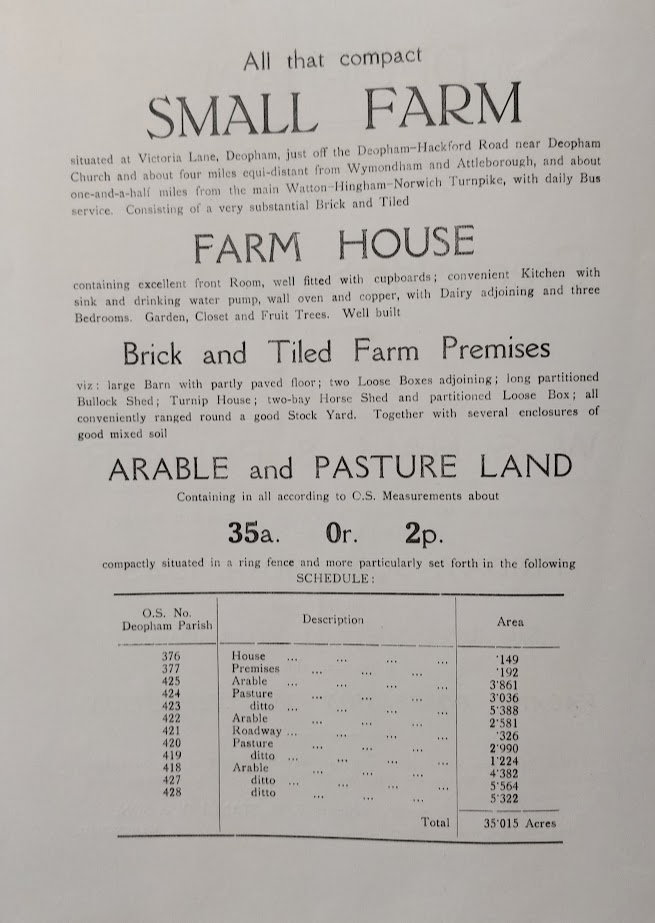 All that compact
SMALL FARM
situated at Victoria Lane, Deopham, just off the Deopham-Hackford Road near Deopham
Church and about four miles equi-distant from Wymondham and Attleborough, and about
one-and-a-half miles from the main Watton-Hingham-Norwich Turnpike, with daily Bus
service. Consisting of a very substantial Brick and Tiled
FARM HOUSE
containing excellent front Room, well fitted with cupboards; convenient Kitchen with
sink and drinking water pump, wall oven and copper, with Dairy adjoining and three
Bedrooms. Garden, Closet and Fruit Trees. Well built
Brick and Tiled Farm Premises
viz: large Barn with partly paved floor; two Loose Boxes adjoining; long partitioned
Bullock Shed; Turnip House; two-bay Horse Shed and partitioned Loose Box; all
conveniently ranged round a good Stock Yard. Together with several enclosures of
good mixed soil
ARABLE and PASTURE LAND
Containing in all according to O.S. Measurements about
35a. 0r. 2p.
compactly situated in a ring fence and more particularly set forth in the following
SCHEDULE:
O.S. No.
Deopham Parish Description Area
376 House ... ... ... ... ·149
377 Premises ... ... ... ·192
425 Arable ... ... ... ... 3·861
424 Pasture ... ... ... 3·036
423 ditto ... ... ... ... 5·388
422 Arable ... ... ... 2·581
421 Roadway ... ... ... ... ·326
420 Pasture ... ... ... 2·990
419 ditto ... ... ... ... 1·224
418 Arable ... ... ... 4·382
427 ditto ... ... ... ... 5·564
428 ditto ... ... ... 5·322
Total 35·015 Acres